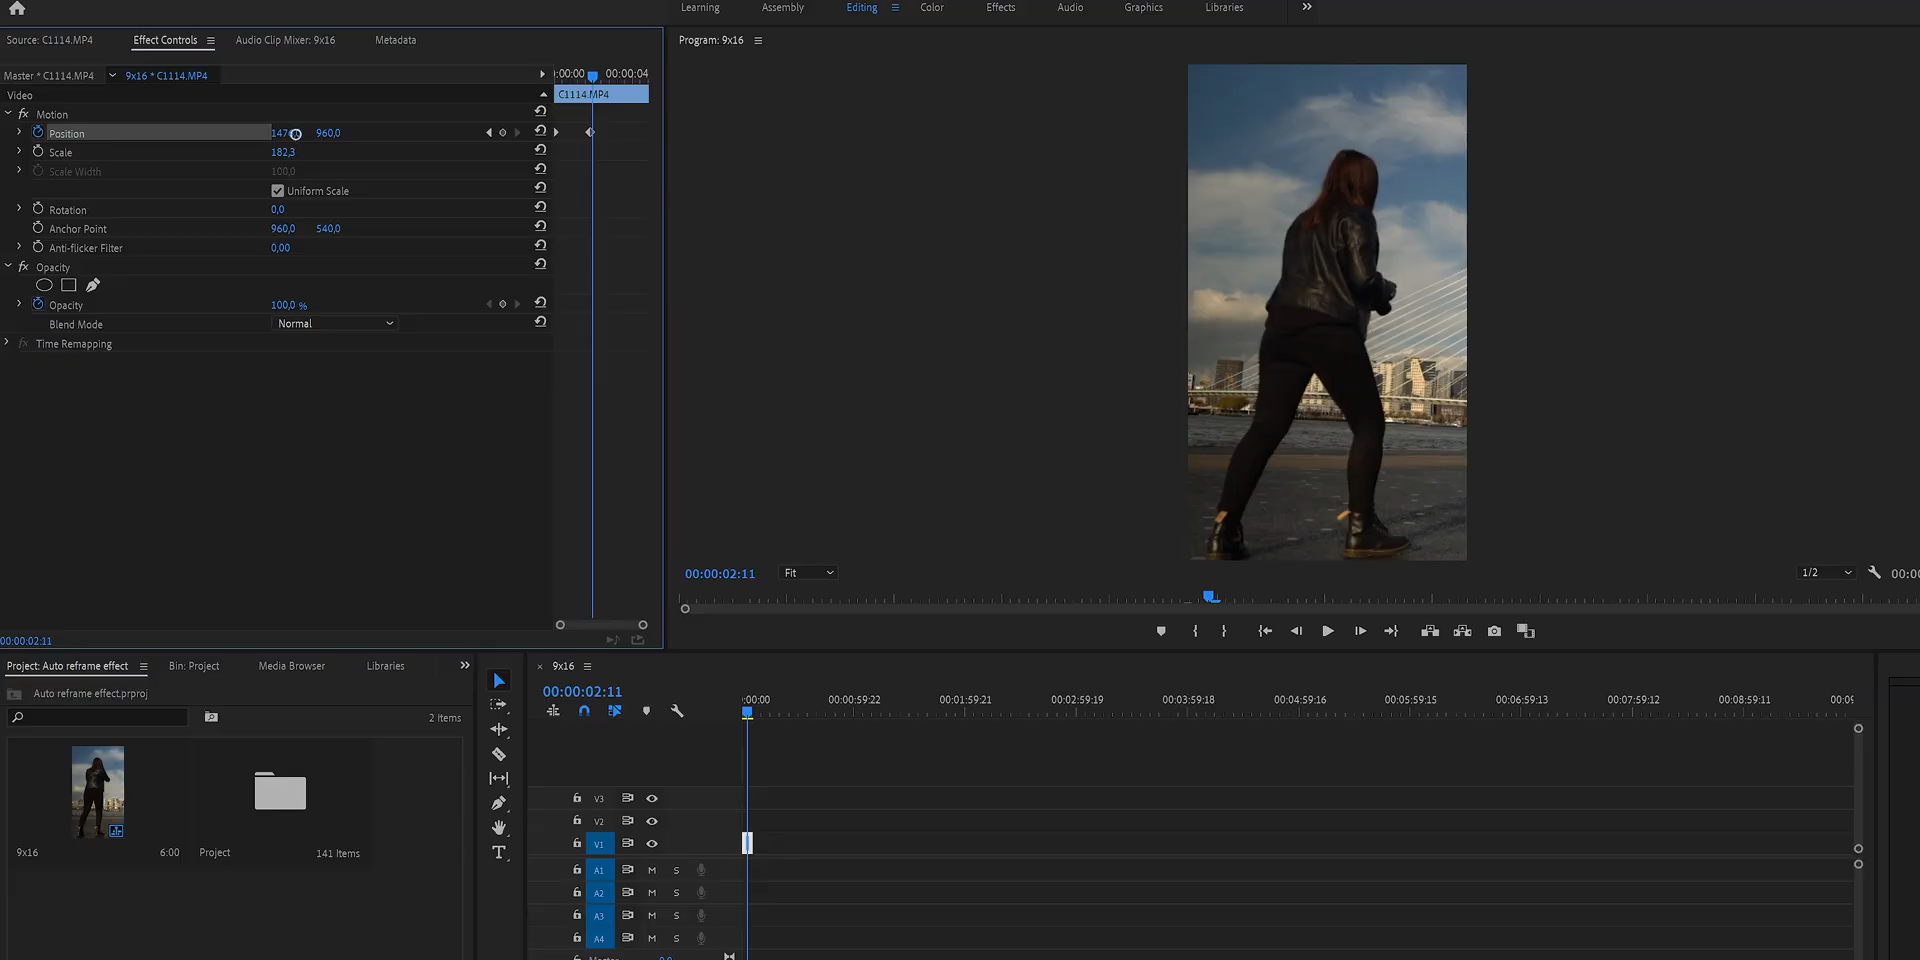 Learning Assembly Editing Color Effects Audio Graphics Libraries
Source: C1114.MP4 Effect Controls Audio Clip Mixer: 9x16 Metadata
Program: 9x16
Master * C1114.MP4 9x16 * C1114.MP4
:00:00 00:00:04
Video
C1114.MP4
fx Motion
Position 960,0
Scale 182,3
Scale Width 100,0
Uniform Scale
Rotation 0,0
Anchor Point 960,0 540,0
Anti-flicker Filter 0,00
fx Opacity
Opacity 100,0 %
Blend Mode Normal
fx Time Remapping
00:00:02:11 Fit 1/2 00:00
00:00:02:11
Project: Auto reframe effect Bin: Project Media Browser Libraries
Auto reframe effect.prproj
2 Items
9x16 6:00
Project 141 Items
× 9x16
00:00:02:11
:00:00 00:00:59:22 00:01:59:21 00:02:59:19 00:03:59:18 00:04:59:16 00:05:59:15 00:06:59:13 00:07:59:12 00:08:59:11 00:09
V3
V2
V1
A1 M S
A2 M S
A3 M S
A4 M S